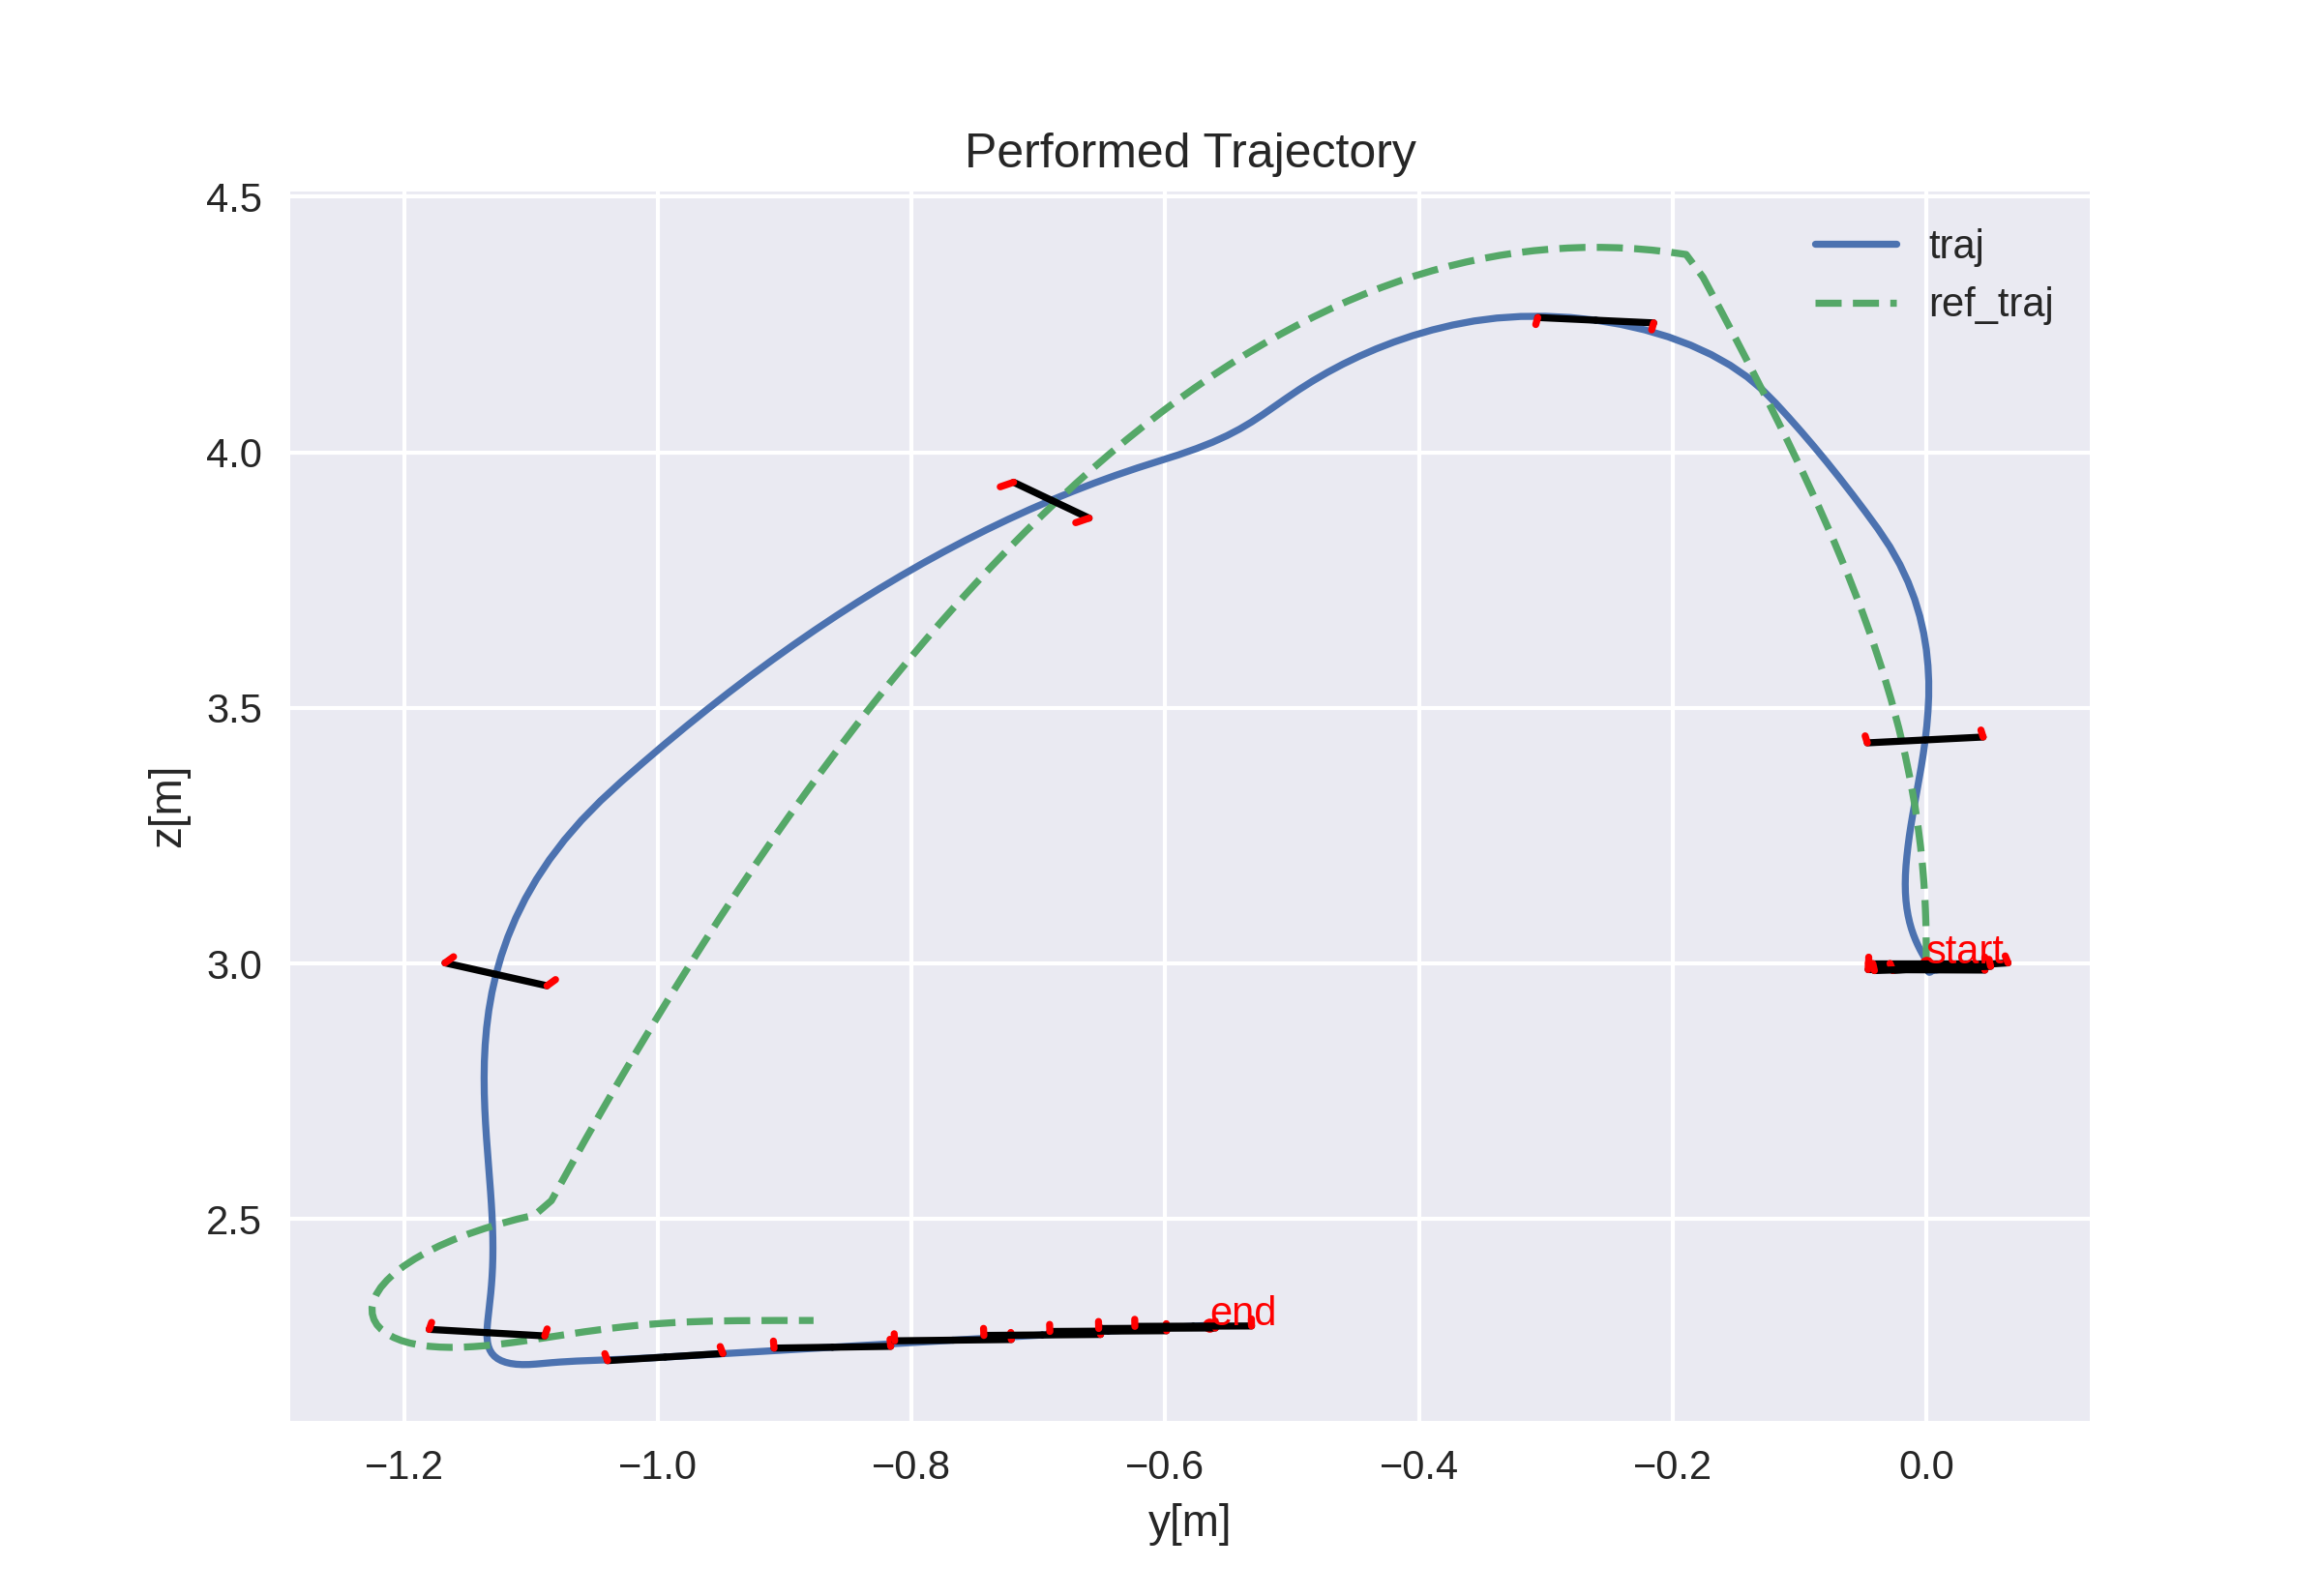 Performed Trajectory
4.5
4.0
3.5
3.0
2.5
z[m]
traj
ref_traj
start
end
−1.2
−1.0
−0.8
−0.6
−0.4
−0.2
0.0
y[m]